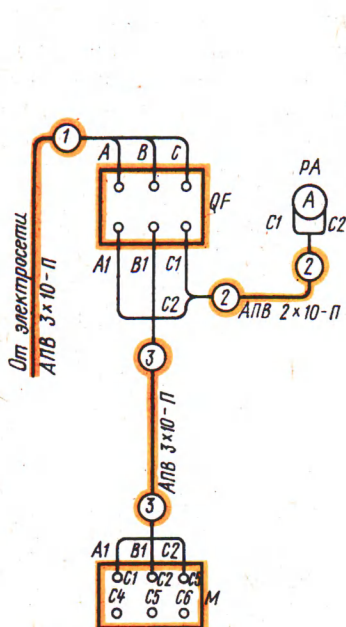 1
A B C
PA
A
QF
C1 C2
A1 B1 C1
2
C2
2
АПВ 2×10-П
От электросети
АПВ 3×10-П
3
АПВ 3×10-П
3
A1 B1 C2
C1 C2 C5
C4 C5 C6
M